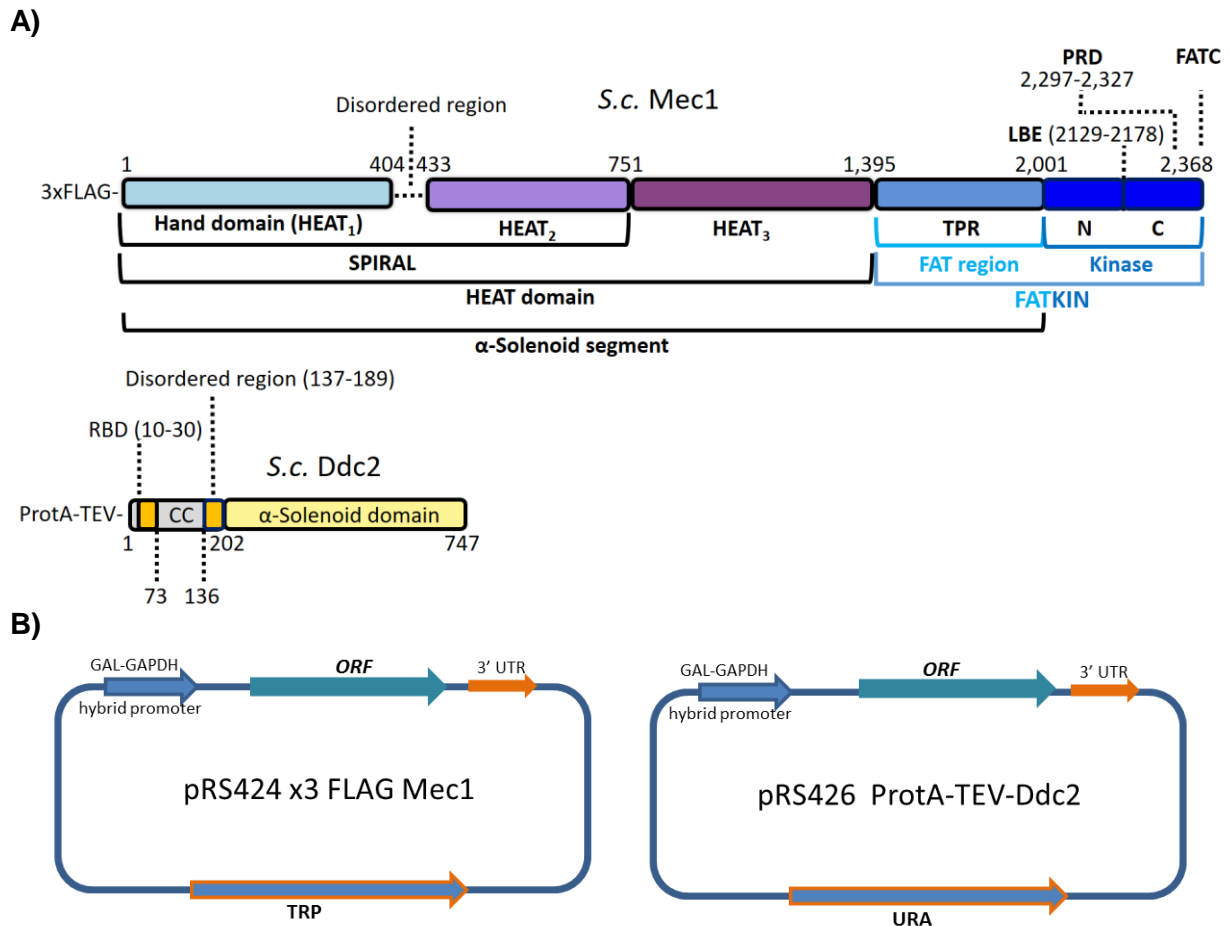 A)
PRD
FATC
2,297-2,327
Disordered region
S.c. Mec1
LBE (2129-2178)
1
404
433
751
1,395
2,001
2,368
3xFLAG-
Hand domain (HEAT1)
HEAT2
HEAT3
TPR
N
C
SPIRAL
FAT region
Kinase
HEAT domain
FATKIN
α-Solenoid segment
Disordered region (137-189)
RBD (10-30)
S.c. Ddc2
ProtA-TEV-
CC
α-Solenoid domain
1
202
747
73
136
B)
GAL-GAPDH
hybrid promoter
ORF
3' UTR
pRS424 x3 FLAG Mec1
TRP
GAL-GAPDH
hybrid promoter
ORF
3' UTR
pRS426 ProtA-TEV-Ddc2
URA